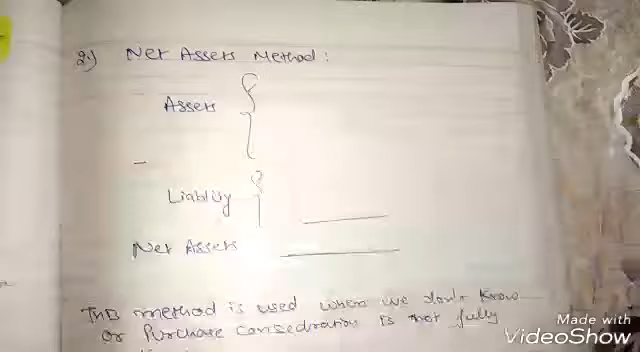 2.) Net Assets Method :
Assets
Liability
Net Assets
This method is used when we don't know
or Purchase Consedration is not fully
Made with
VideoShow